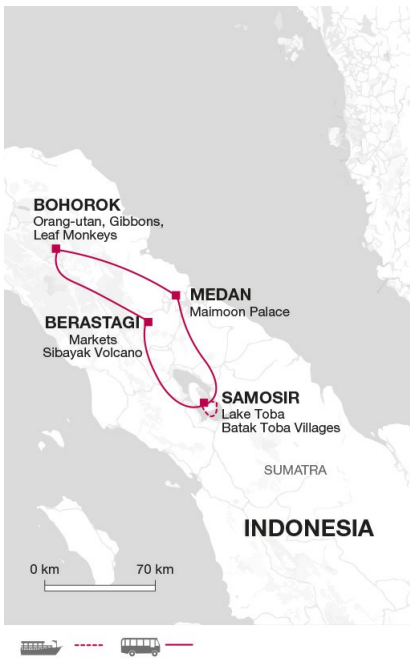 BOHOROK
Orang-utan, Gibbons,
Leaf Monkeys
MEDAN
Maimoon Palace
BERASTAGI
Markets
Sibayak Volcano
SAMOSIR
Lake Toba
Batak Toba Villages
SUMATRA
INDONESIA
0 km 70 km